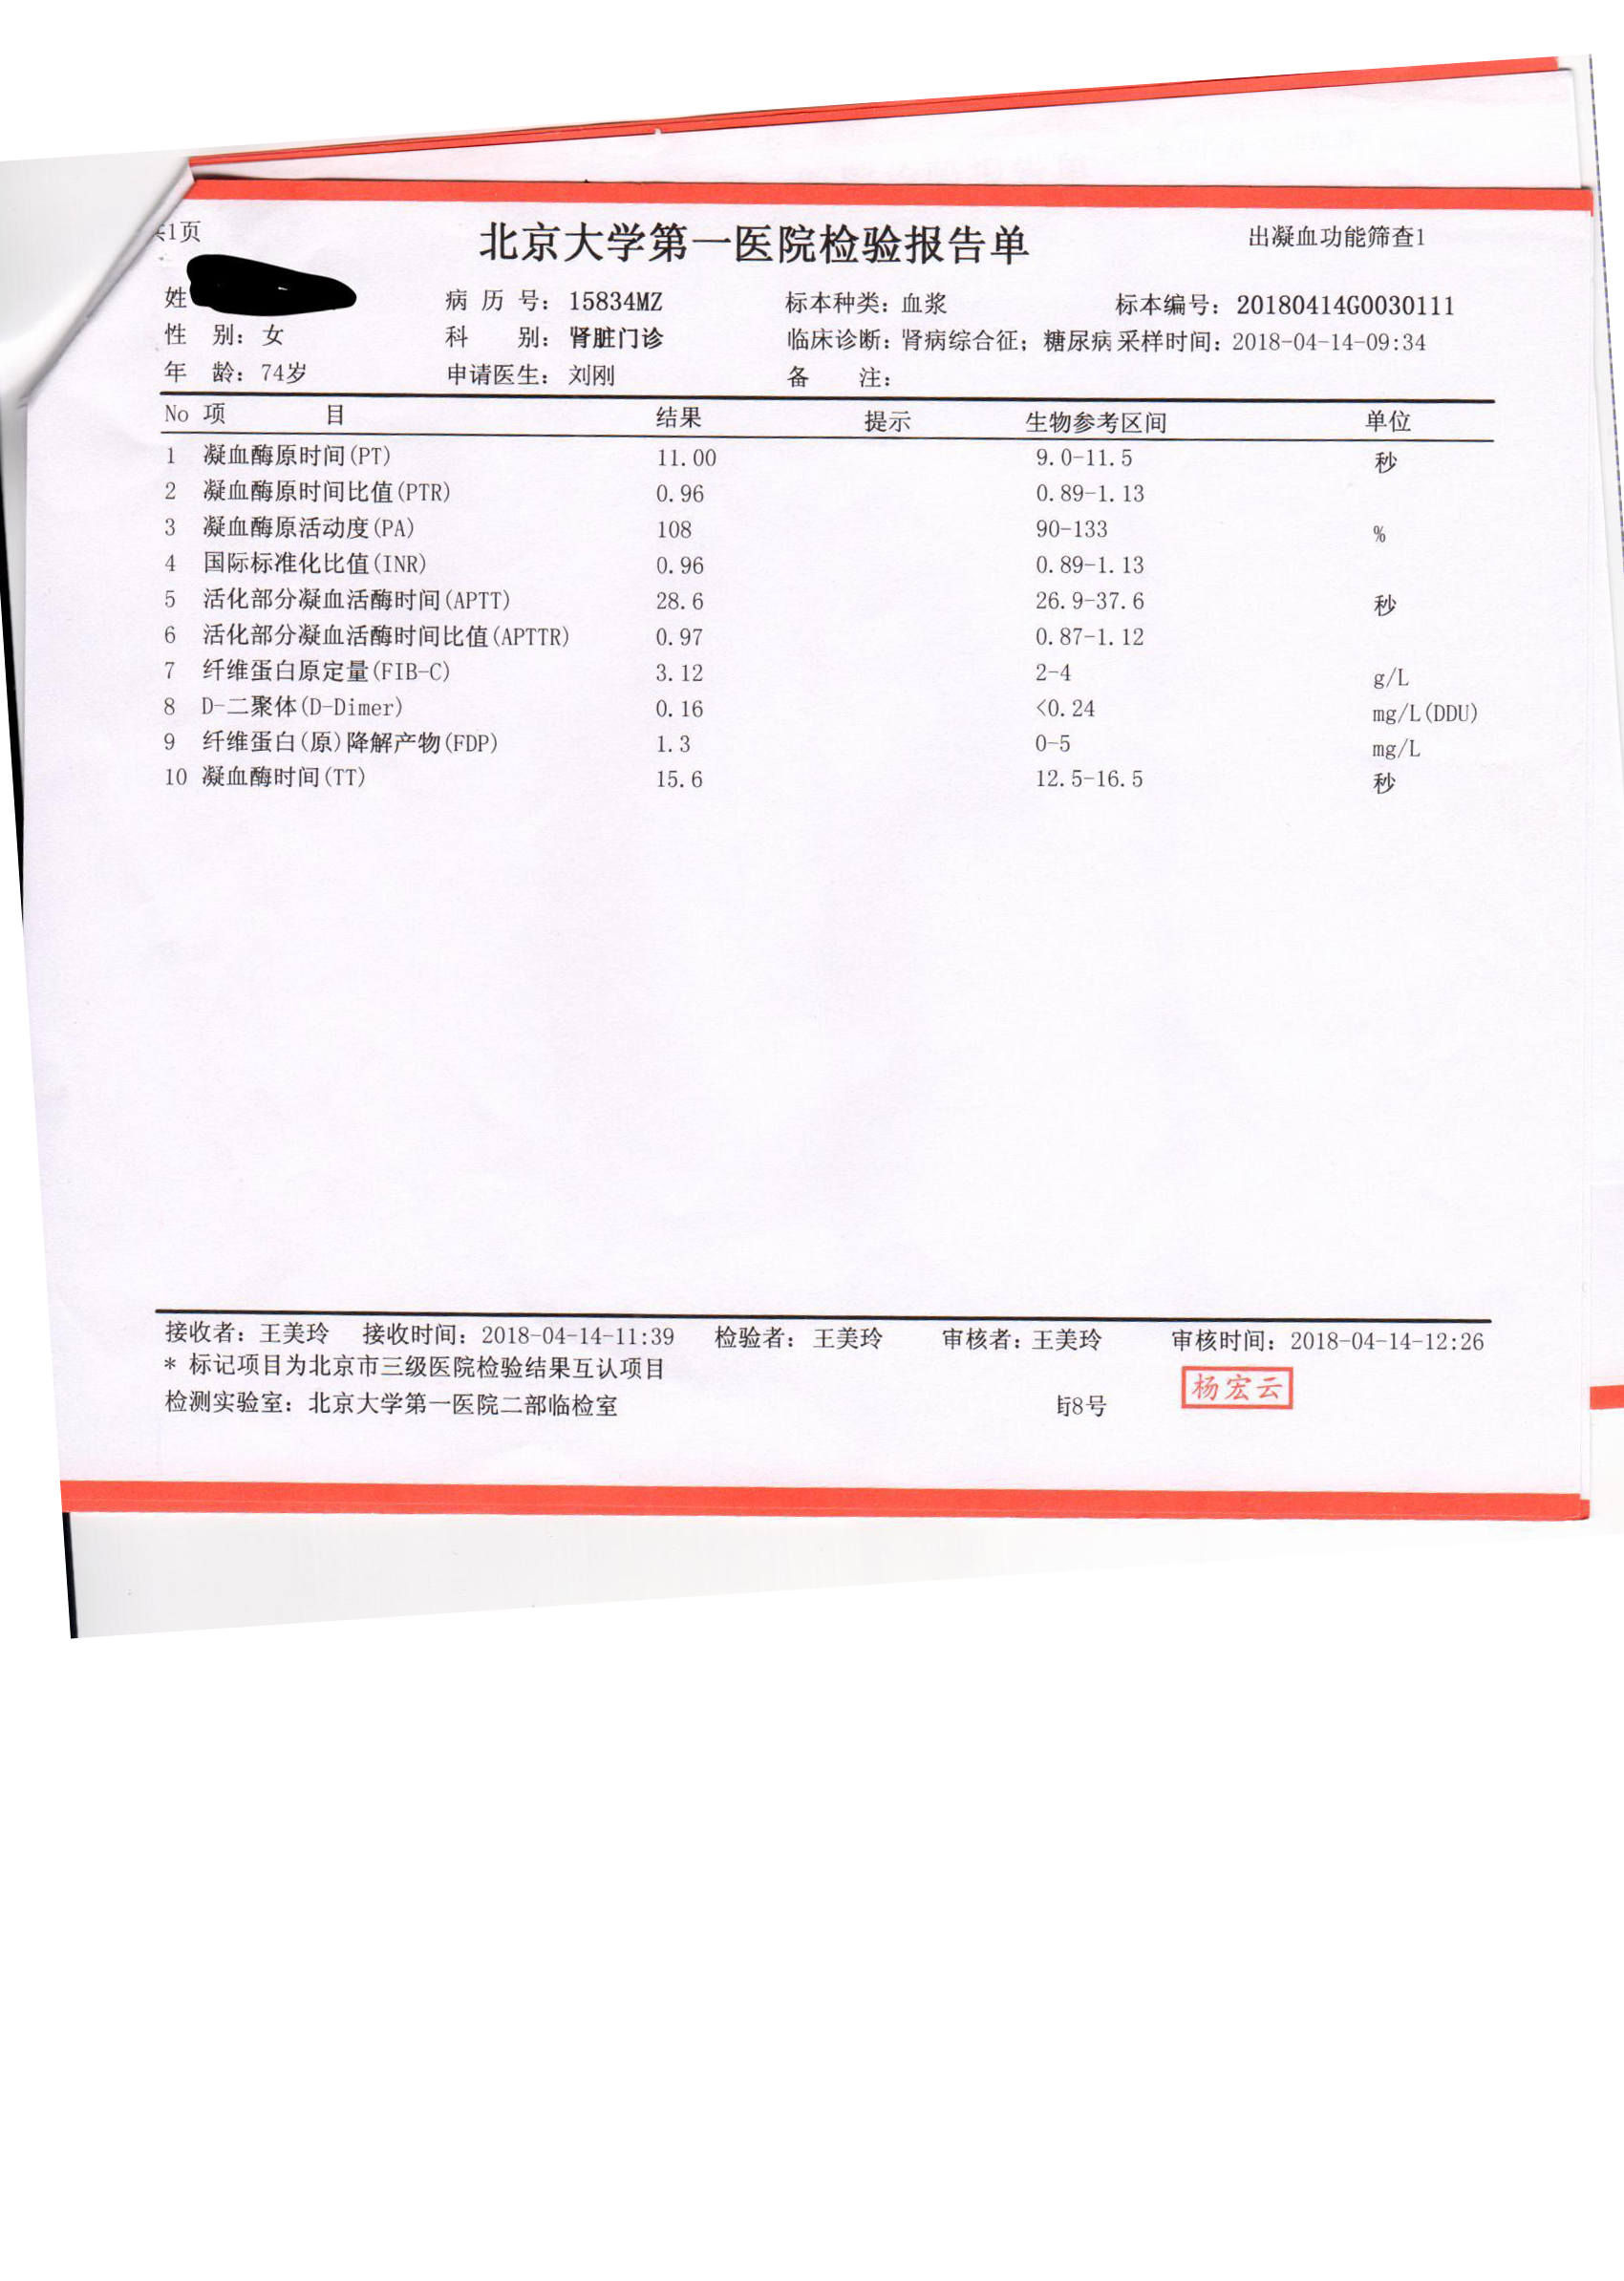 1页
北京大学第一医院检验报告单
出凝血功能筛查1
姓 病 历 号: 15834MZ 标本种类: 血浆 标本编号: 20180414G0030111
性 别: 女 科 别: 肾脏门诊 临床诊断: 肾病综合征; 糖尿病 采样时间: 2018-04-14-09:34
年 龄: 74岁 申请医生: 刘刚 备 注:
No 项 目 结果 提示 生物参考区间 单位
1 凝血酶原时间(PT) 11.00 9.0-11.5 秒
2 凝血酶原时间比值(PTR) 0.96 0.89-1.13
3 凝血酶原活动度(PA) 108 90-133 %
4 国际标准化比值(INR) 0.96 0.89-1.13
5 活化部分凝血活酶时间(APTT) 28.6 26.9-37.6 秒
6 活化部分凝血活酶时间比值(APTTR) 0.97 0.87-1.12
7 纤维蛋白原定量(FIB-C) 3.12 2-4 g/L
8 D-二聚体(D-Dimer) 0.16 <0.24 mg/L(DDU)
9 纤维蛋白(原)降解产物(FDP) 1.3 0-5 mg/L
10 凝血酶时间(TT) 15.6 12.5-16.5 秒
接收者: 王美玲 接收时间: 2018-04-14-11:39 检验者: 王美玲 审核者: 王美玲 审核时间: 2018-04-14-12:26
* 标记项目为北京市三级医院检验结果互认项目
检测实验室: 北京大学第一医院二部临检室 8号
杨宏云